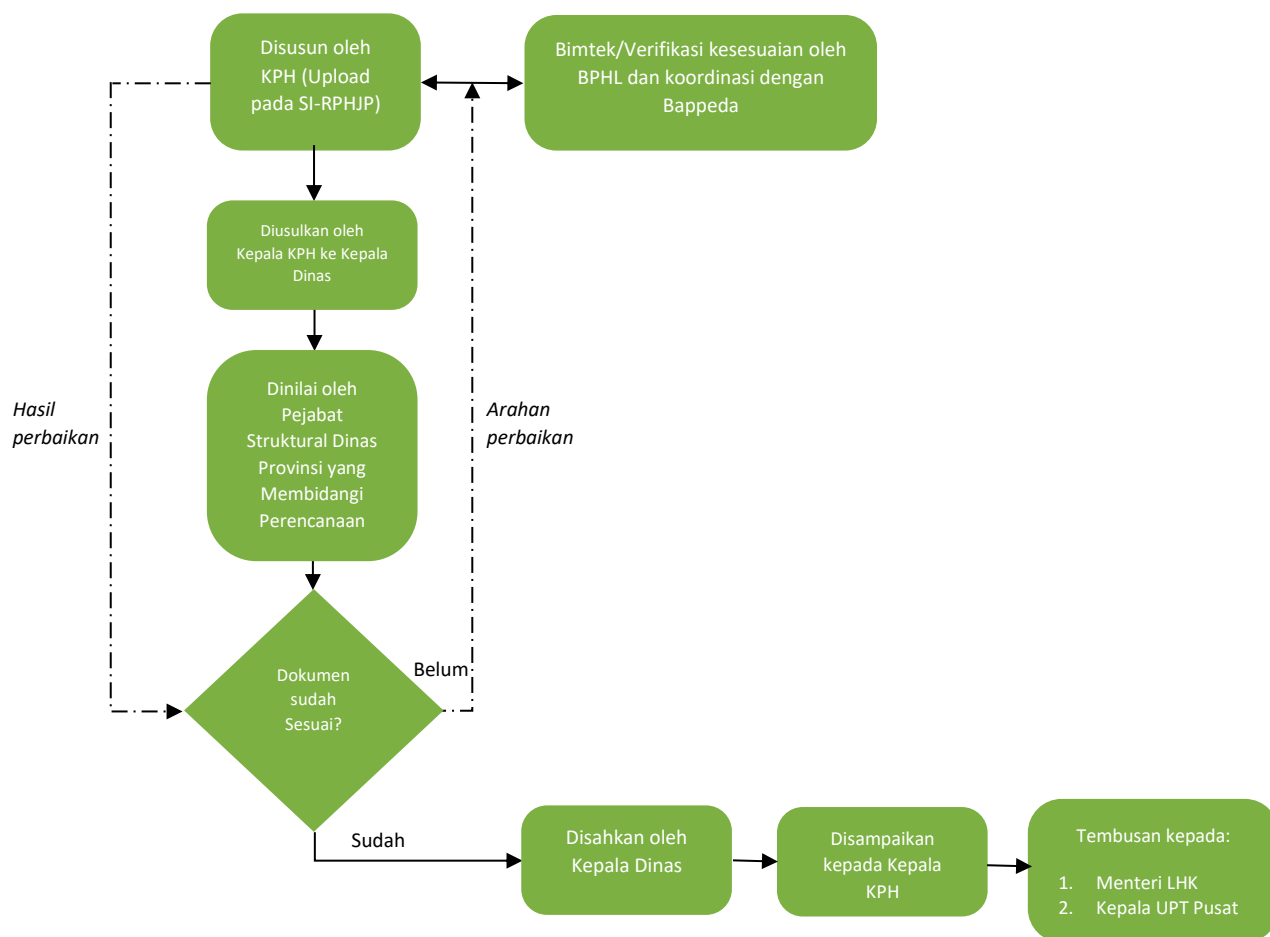 Disusun oleh
KPH (Upload
pada SI-RPHJP)
Bimtek/Verifikasi kesesuaian oleh
BPHL dan koordinasi dengan
Bappeda
Diusulkan oleh
Kepala KPH ke Kepala
Dinas
Dinilai oleh
Pejabat
Struktural Dinas
Provinsi yang
Membidangi
Perencanaan
Hasil
perbaikan
Arahan
perbaikan
Dokumen
sudah
Sesuai?
Belum
Sudah
Disahkan oleh
Kepala Dinas
Disampaikan
kepada Kepala
KPH
Tembusan kepada:
1. Menteri LHK
2. Kepala UPT Pusat